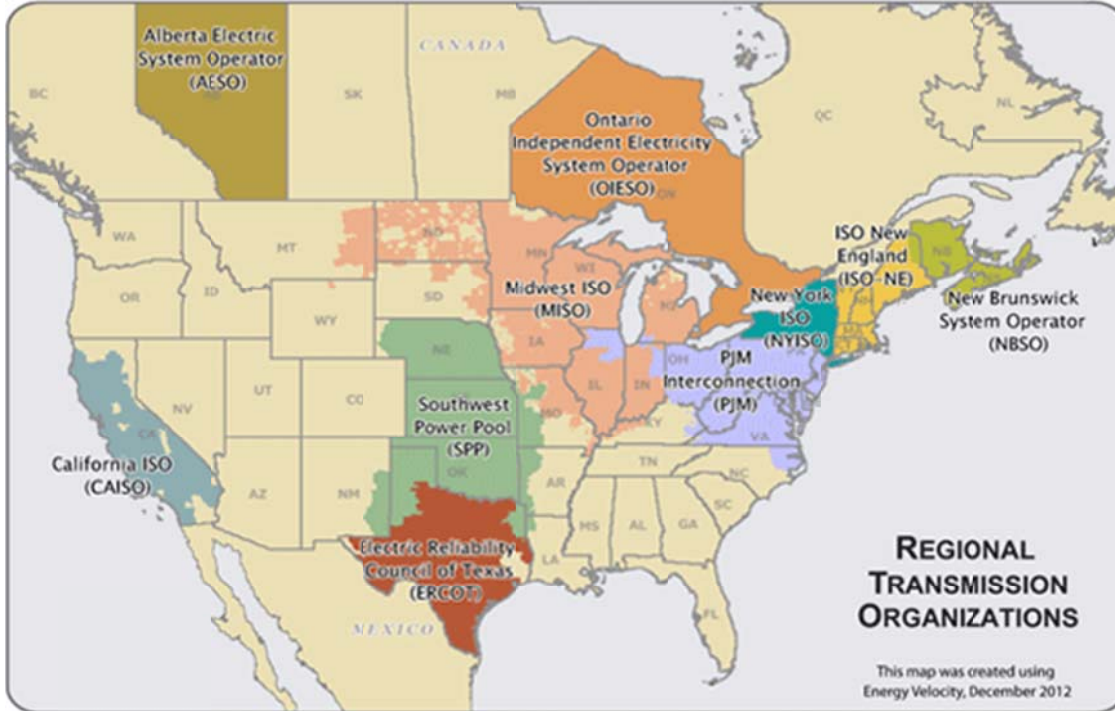 Alberta Electric
System Operator
(AESO)
CANADA
BC
SK
MB
Ontario
Independent Electricity
System Operator
(OIESO)
ON
QC
NL
WA
MT
ND
MN
ISO New
England
(ISO-NE)
NB
OR
ID
SD
WI
Midwest ISO
(MISO)
MI
New York
ISO
(NYISO)
New Brunswick
System Operator
(NBSO)
WY
IA
NE
OH
PA
PJM
Interconnection
(PJM)
NV
UT
CO
IL
IN
MO
KY
VA
CA
California ISO
(CAISO)
Southwest
Power Pool
(SPP)
OK
AZ
NM
AR
TN
NC
SC
MS
AL
GA
LA
FL
Electric Reliability
Council of Texas
(ERCOT)
MEXICO
REGIONAL
TRANSMISSION
ORGANIZATIONS
This map was created using
Energy Velocity, December 2012